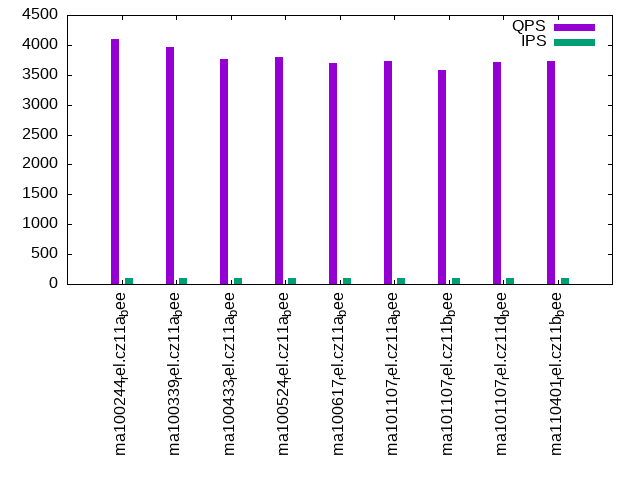 4500
4000
3500
3000
2500
2000
1500
1000
500
0
QPS
IPS
ma100244rel.cz11abee
ma100339rel.cz11abee
ma100433rel.cz11abee
ma100524rel.cz11abee
ma100617rel.cz11abee
ma101107rel.cz11abee
ma101107rel.cz11bbee
ma101107rel.cz11dbee
ma110401rel.cz11bbee